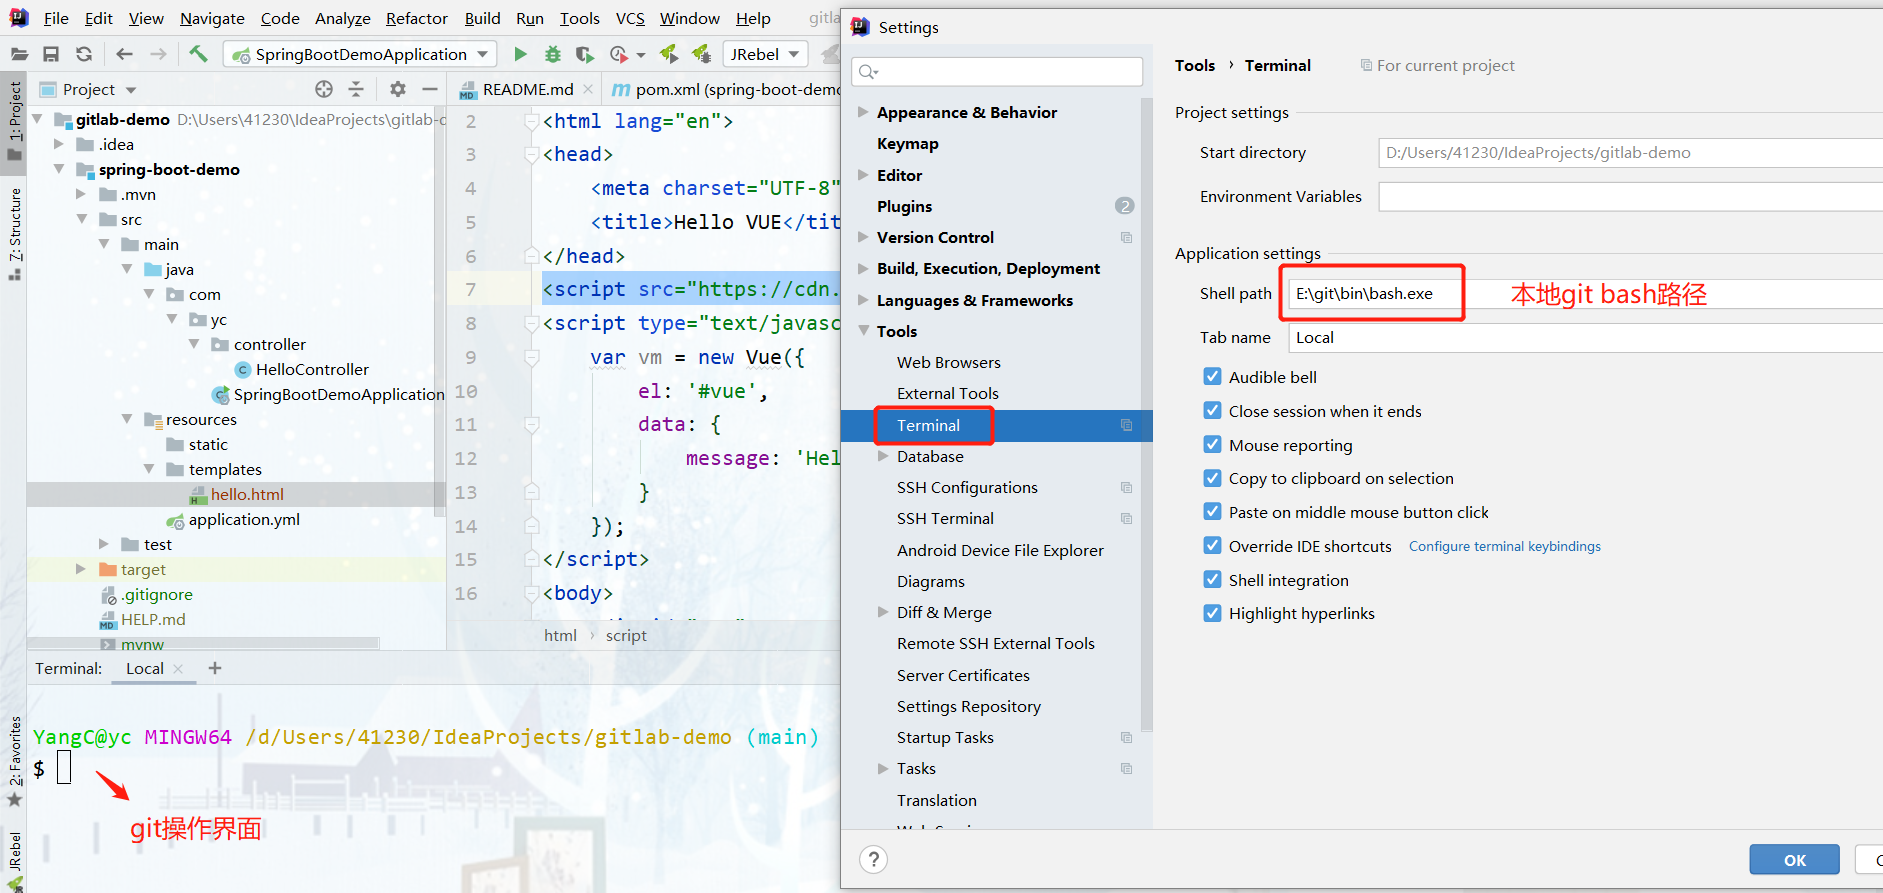 File Edit View Navigate Code Analyze Refactor Build Run Tools VCS Window Help gitla
SpringBootDemoApplication JRebel
1: Project
7: Structure
2: Favorites
JRebel
Project
gitlab-demo D:\Users\41230\IdeaProjects\gitlab-d
.idea
spring-boot-demo
.mvn
src
main
java
com
yc
controller
HelloController
SpringBootDemoApplication
resources
static
templates
hello.html
application.yml
test
target
.gitignore
HELP.md
mvnw
README.md pom.xml (spring-boot-demo
2 <html lang="en">
3 <head>
4 <meta charset="UTF-8"
5 <title>Hello VUE</tit
6 </head>
7 <script src="https://cdn.
8 <script type="text/javasc
9 var vm = new Vue({
10 el: '#vue',
11 data: {
12 message: 'Hel
13 }
14 });
15 </script>
16 <body>
html › script
Terminal: Local +
YangC@yc MINGW64 /d/Users/41230/IdeaProjects/gitlab-demo (main)
$
git操作界面
Settings
Appearance & Behavior
Keymap
Editor
Plugins 2
Version Control
Build, Execution, Deployment
Languages & Frameworks
Tools
Web Browsers
External Tools
Terminal
Database
SSH Configurations
SSH Terminal
Android Device File Explorer
Diagrams
Diff & Merge
Remote SSH External Tools
Server Certificates
Settings Repository
Startup Tasks
Tasks
Translation
Tools › Terminal For current project
Project settings
Start directory D:/Users/41230/IdeaProjects/gitlab-demo
Environment Variables
Application settings
Shell path E:\git\bin\bash.exe 本地git bash路径
Tab name Local
Audible bell
Close session when it ends
Mouse reporting
Copy to clipboard on selection
Paste on middle mouse button click
Override IDE shortcuts Configure terminal keybindings
Shell integration
Highlight hyperlinks
? OK